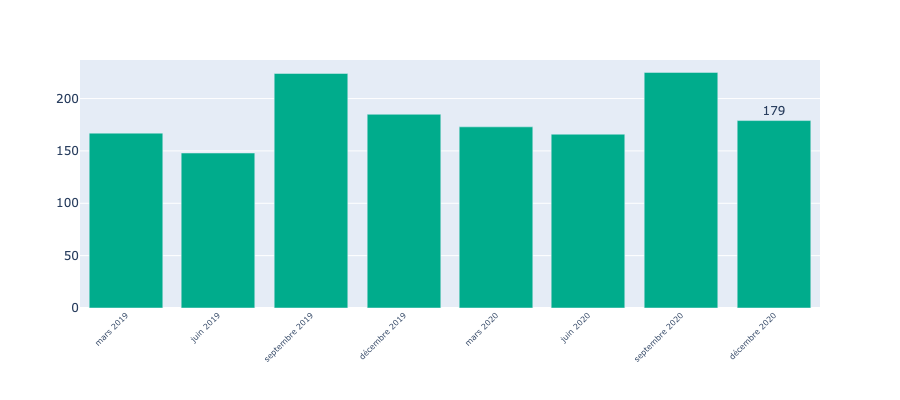 200
150
100
50
0
179
mars 2019
juin 2019
septembre 2019
décembre 2019
mars 2020
juin 2020
septembre 2020
décembre 2020